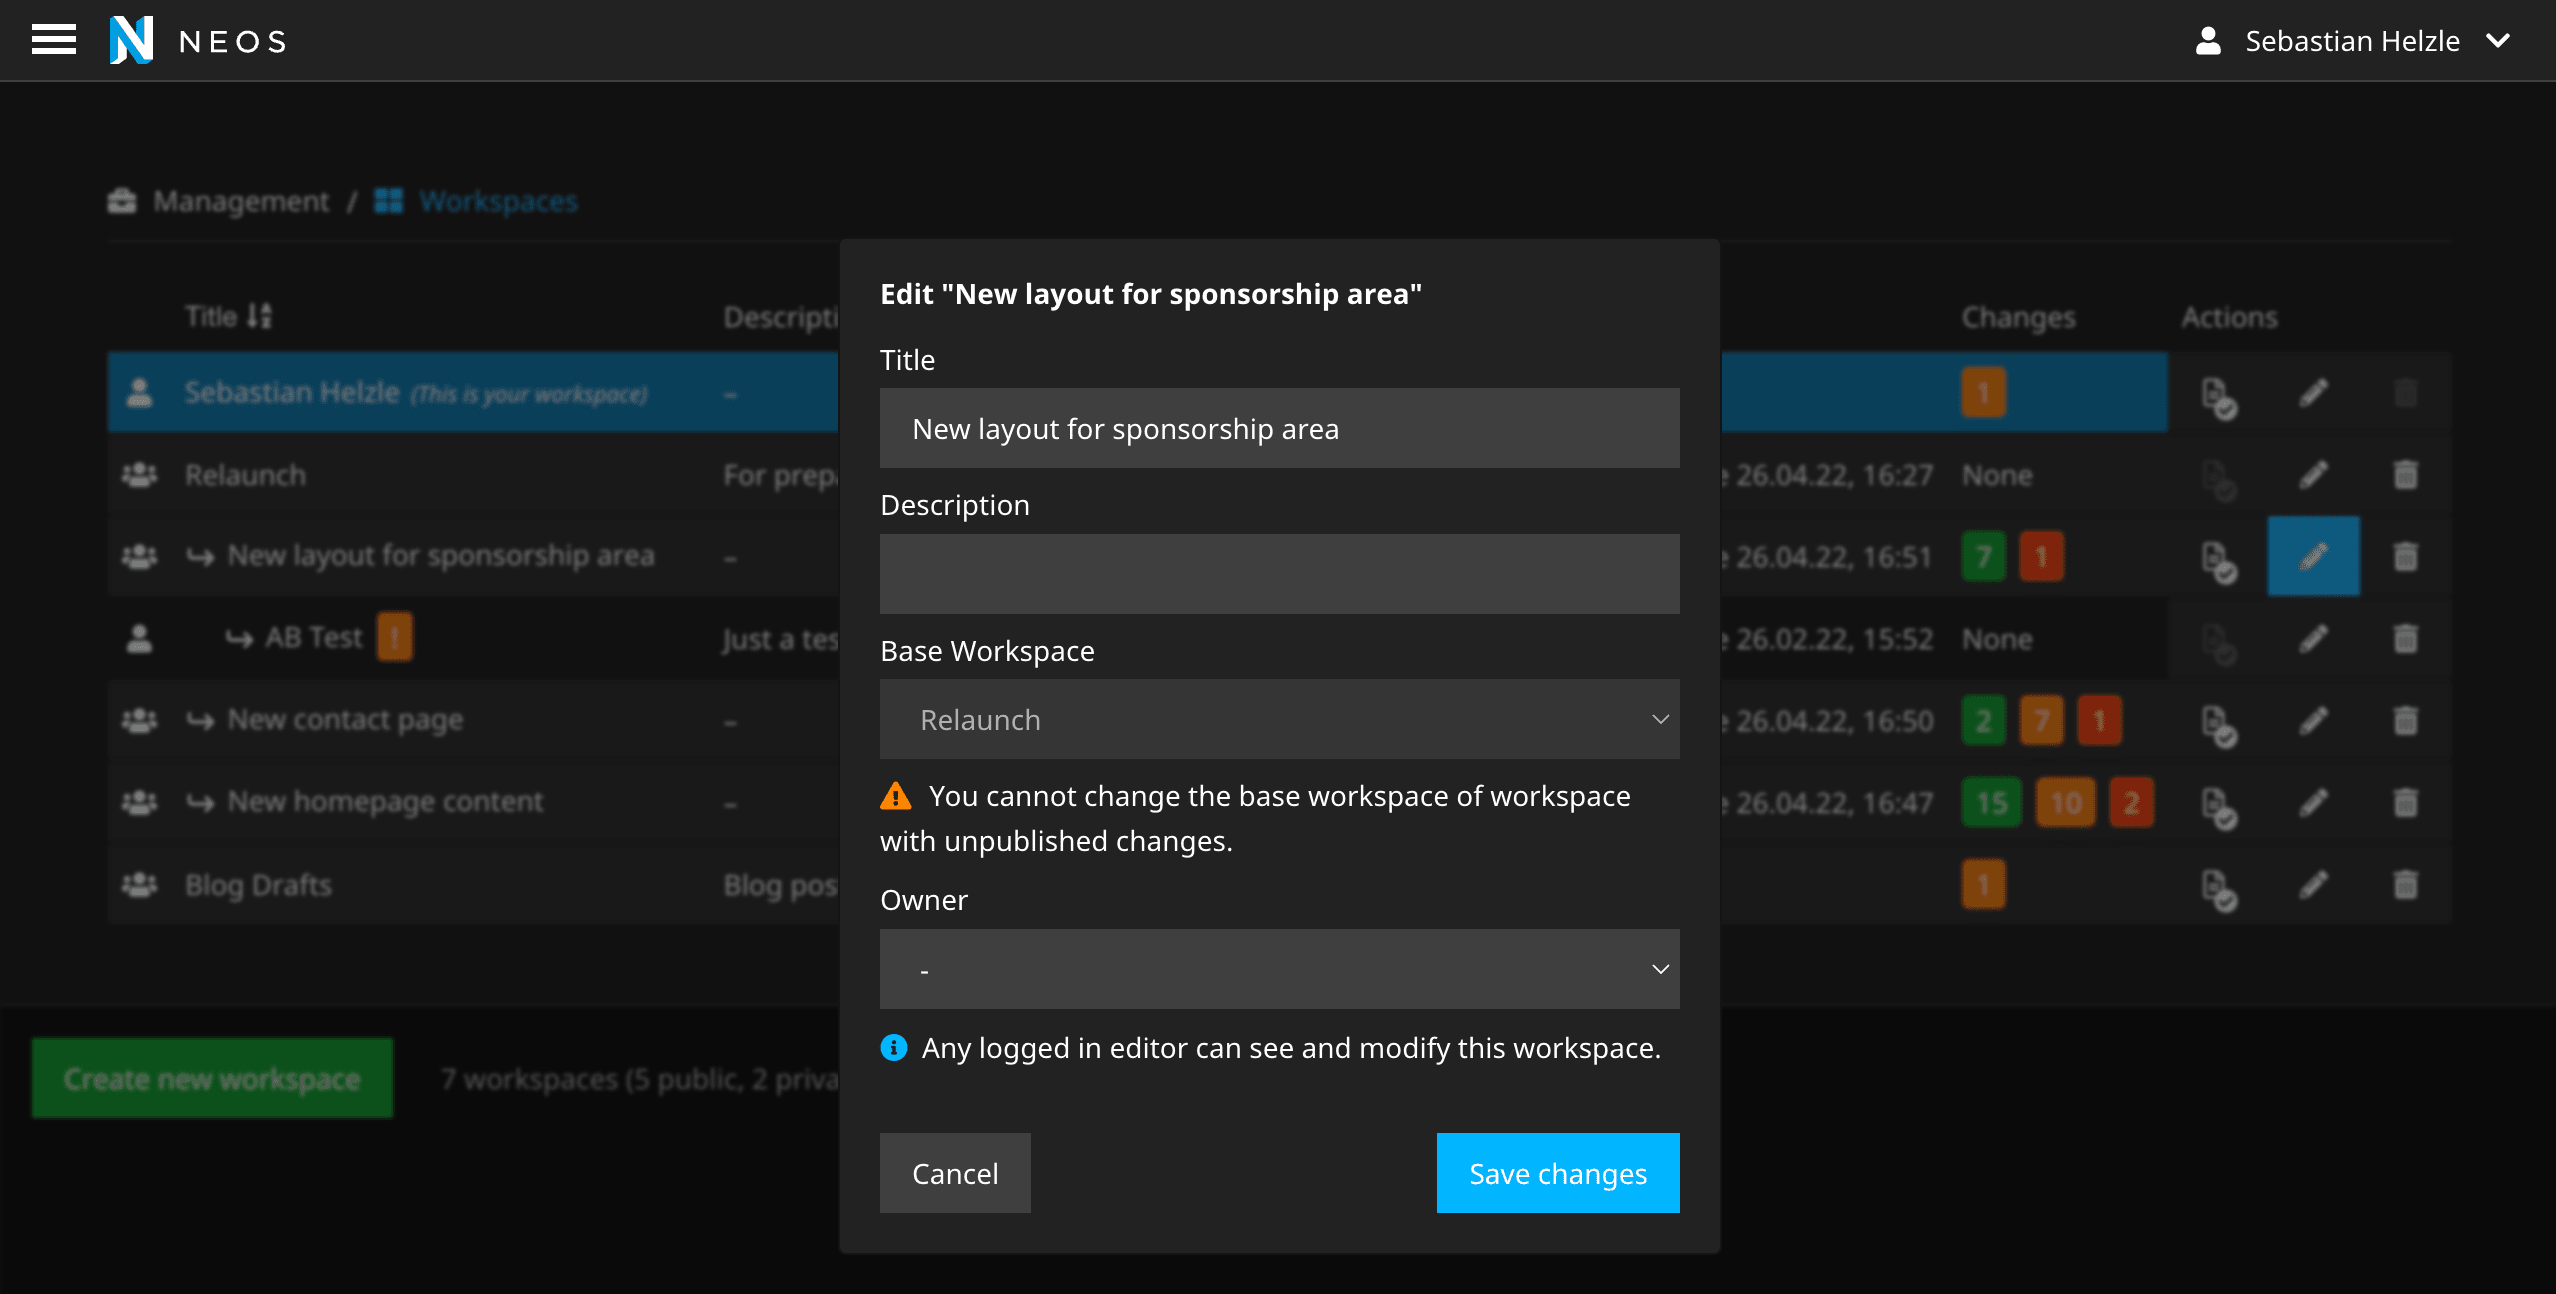 NEOS
Sebastian Helzle
Management / Workspaces
Title Changes Actions
Sebastian Helzle (This is your workspace) – 1
Relaunch For 26.04.22, 16:27 None
New layout for sponsorship area – 26.04.22, 16:51 7 1
AB Test ! Just a 26.02.22, 15:52 None
New contact page – 26.04.22, 16:50 2 7 1
New homepage content – 26.04.22, 16:47 15 10 2
Blog Drafts Blog 1
Create new workspace 7 workspaces (5 public, 2
Edit "New layout for sponsorship area"
Title
New layout for sponsorship area
Description
Base Workspace
Relaunch
You cannot change the base workspace of workspace
with unpublished changes.
Owner
-
Any logged in editor can see and modify this workspace.
Cancel Save changes